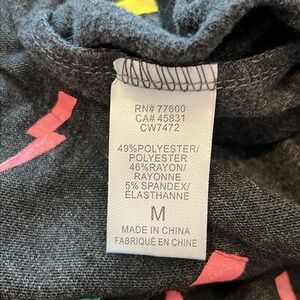 RN# 77600
CA# 45831
CW7472
49%POLYESTER/
POLYESTER
46%RAYON/
RAYONNE
5% SPANDEX/
ELASTHANNE
M
MADE IN CHINA
FABRIQUÉ EN CHINE